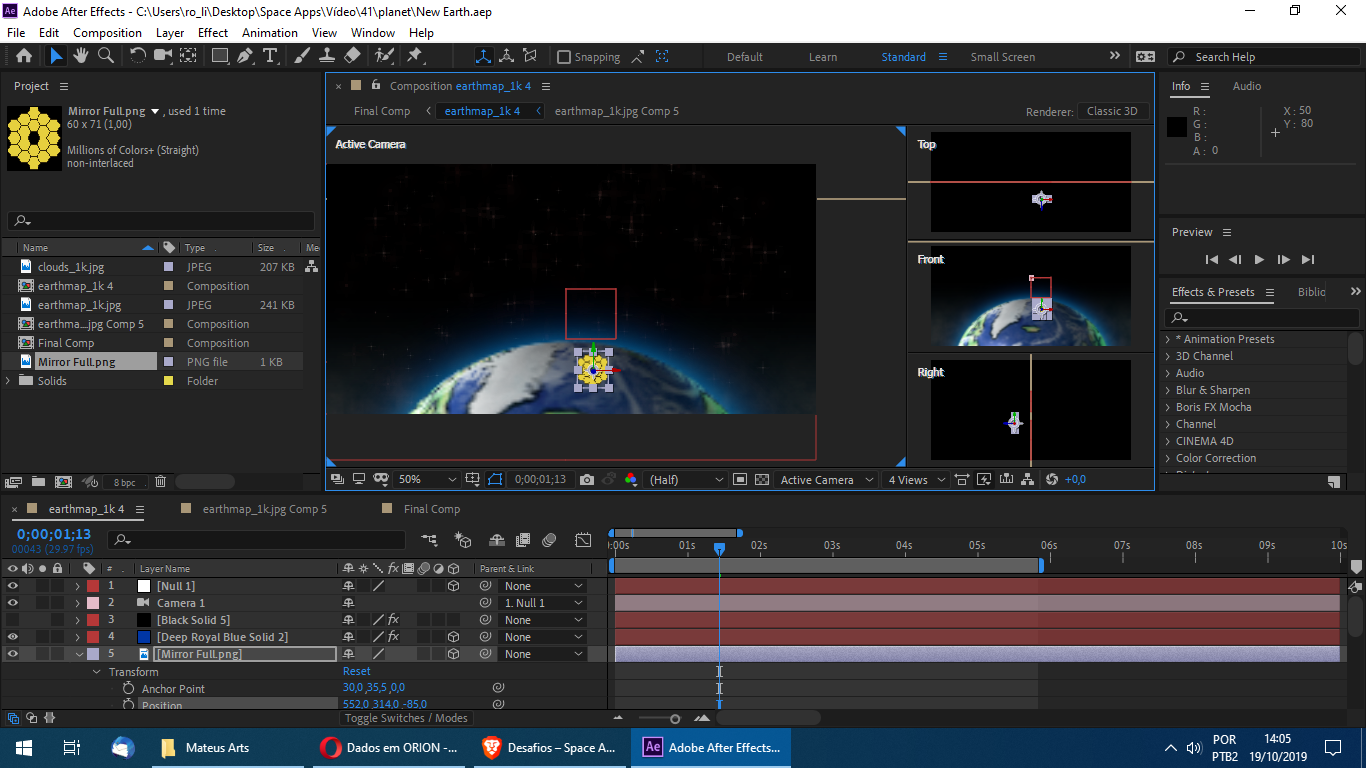 Adobe After Effects - C:\Users\ro_li\Desktop\Space Apps\Vídeo\41\planet\New Earth.aep
File Edit Composition Layer Effect Animation View Window Help
Snapping Default Learn Standard Small Screen Search Help
Project
Mirror Full.png , used 1 time
60 x 71 (1,00)
Millions of Colors+ (Straight)
non-interlaced
Name Type Size
clouds_1k.jpg JPEG 207 KB
earthmap_1k 4 Composition
earthmap_1k.jpg JPEG 241 KB
earthma...jpg Comp 5 Composition
Final Comp Composition
Mirror Full.png PNG file 1 KB
Solids Folder
8 bpc
Composition earthmap_1k 4
Final Comp earthmap_1k 4 earthmap_1k.jpg Comp 5 Renderer: Classic 3D
Active Camera
Top
Front
Right
50% 0;00;01;13 (Half) Active Camera 4 Views +0,0
Info Audio
R :
G :
B :
A : 0
X : 50
Y : 80
Preview
Effects & Presets
* Animation Presets
3D Channel
Audio
Blur & Sharpen
Boris FX Mocha
Channel
CINEMA 4D
Color Correction
earthmap_1k 4 earthmap_1k.jpg Comp 5 Final Comp
0;00;01;13
00043 (29.97 fps)
01s 02s 03s 04s 05s 06s 07s 08s 09s 10s
# Layer Name Parent & Link
1 [Null 1] None
2 Camera 1 1. Null 1
3 [Black Solid 5] None
4 [Deep Royal Blue Solid 2] None
5 [Mirror Full.png] None
Transform Reset
Anchor Point 30,0,35,5,0,0
Position 552,0,314,0,-85,0
Toggle Switches / Modes
Mateus Arts Dados em ORION -... Desafios – Space A... Adobe After Effects...
POR
PTB2
14:05
19/10/2019